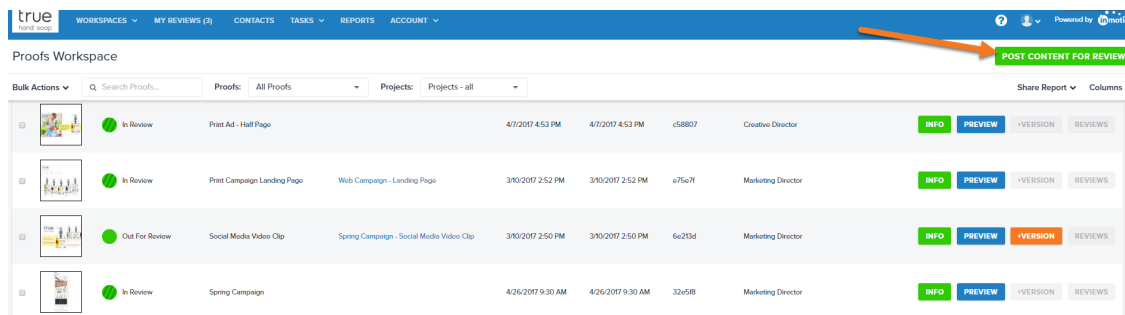 true
hand soap
WORKSPACES MY REVIEWS (3) CONTACTS TASKS REPORTS ACCOUNT ? Powered by inmoti
Proofs Workspace POST CONTENT FOR REVIEW
Bulk Actions Search Proofs... Proofs: All Proofs Projects: Projects - all Share Report Columns
In Review Print Ad - Half Page 4/7/2017 4:53 PM 4/7/2017 4:53 PM c58807 Creative Director INFO PREVIEW +VERSION REVIEWS
In Review Print Campaign Landing Page Web Campaign - Landing Page 3/10/2017 2:52 PM 3/10/2017 2:52 PM e75e7f Marketing Director INFO PREVIEW +VERSION REVIEWS
Out For Review Social Media Video Clip Spring Campaign - Social Media Video Clip 3/10/2017 2:50 PM 3/10/2017 2:50 PM 6e213d Marketing Director INFO PREVIEW +VERSION REVIEWS
In Review Spring Campaign 4/26/2017 9:30 AM 4/26/2017 9:30 AM 32e5f8 Marketing Director INFO PREVIEW +VERSION REVIEWS